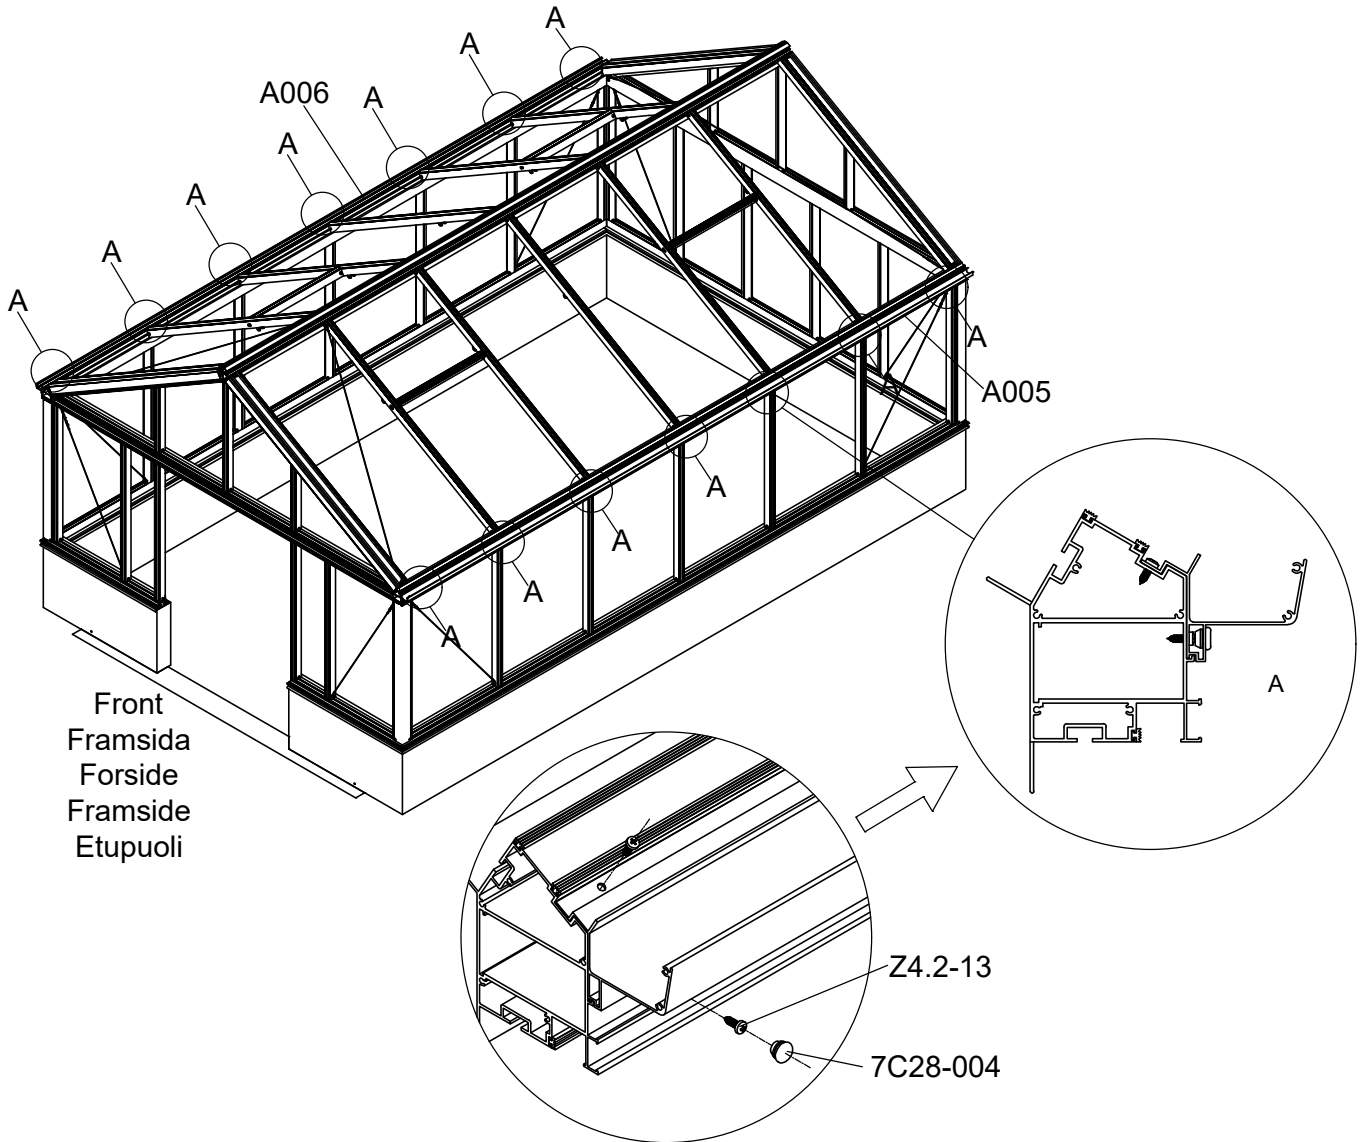 A
A
A006
A
A
A
A
A
A
A005
A
A
A
A
A
A
A
Front
Framsida
Forside
Framside
Etupuoli
Z4.2-13
7C28-004